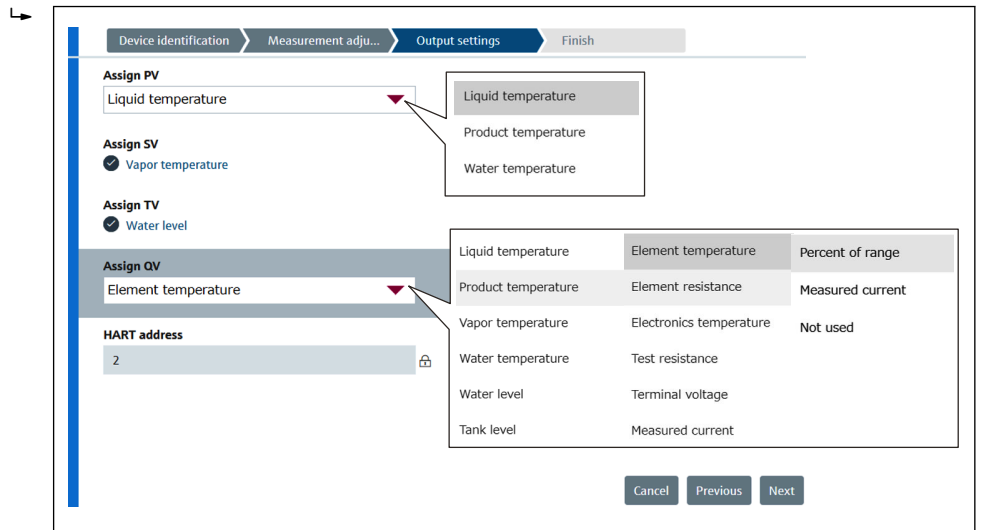 Device identification Measurement adju... Output settings Finish
Assign PV
Liquid temperature
Liquid temperature
Product temperature
Water temperature
Assign SV
Vapor temperature
Assign TV
Water level
Assign QV
Element temperature
Liquid temperature Element temperature Percent of range
Product temperature Element resistance Measured current
Vapor temperature Electronics temperature Not used
Water temperature Test resistance
Water level Terminal voltage
Tank level Measured current
HART address
2
Cancel Previous Next